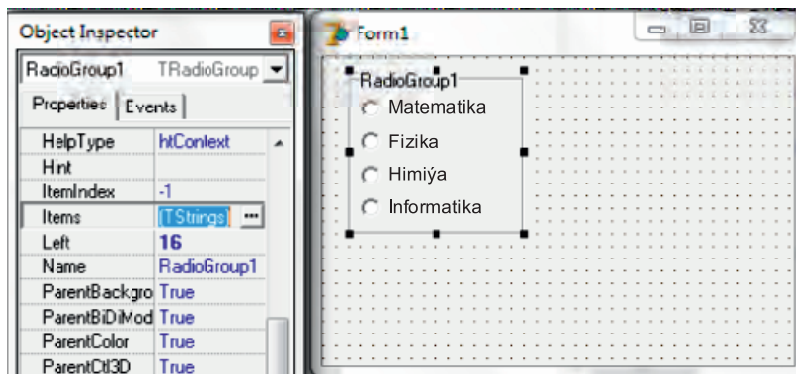 Object Inspector
RadioGroup1 TRadioGroup
Properties Events
HelpType htContext
Hint
ItemIndex -1
Items (TStrings) ...
Left 16
Name RadioGroup1
ParentBackgro True
ParentBiDiMod True
ParentColor True
ParentCtl3D True
Form1
RadioGroup1
Matematika
Fizika
Himiýa
Informatika